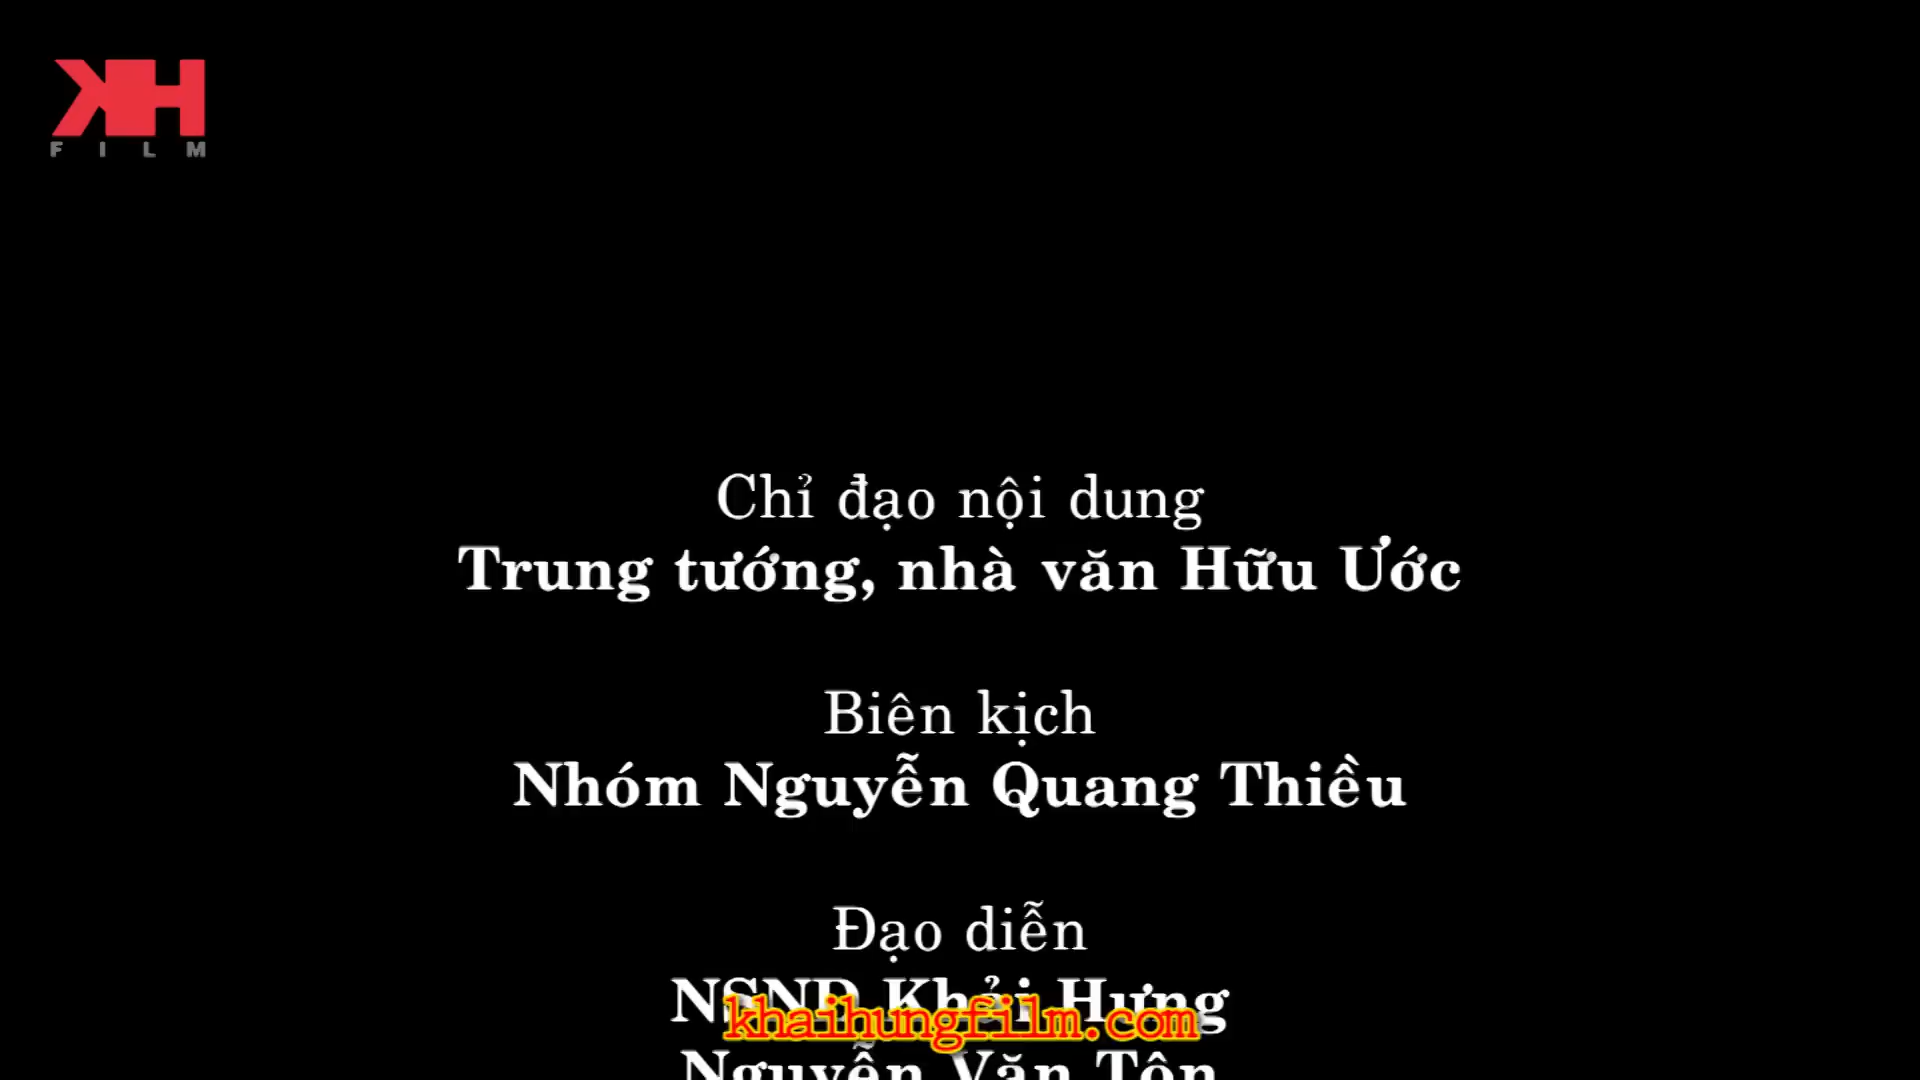 KH
FILM
Chỉ đạo nội dung
Trung tướng, nhà văn Hữu Ước
Biên kịch
Nhóm Nguyễn Quang Thiều
Đạo diễn
NSND Khải Hưng
khaihungfilm.com
Nguyễn Văn Tôn